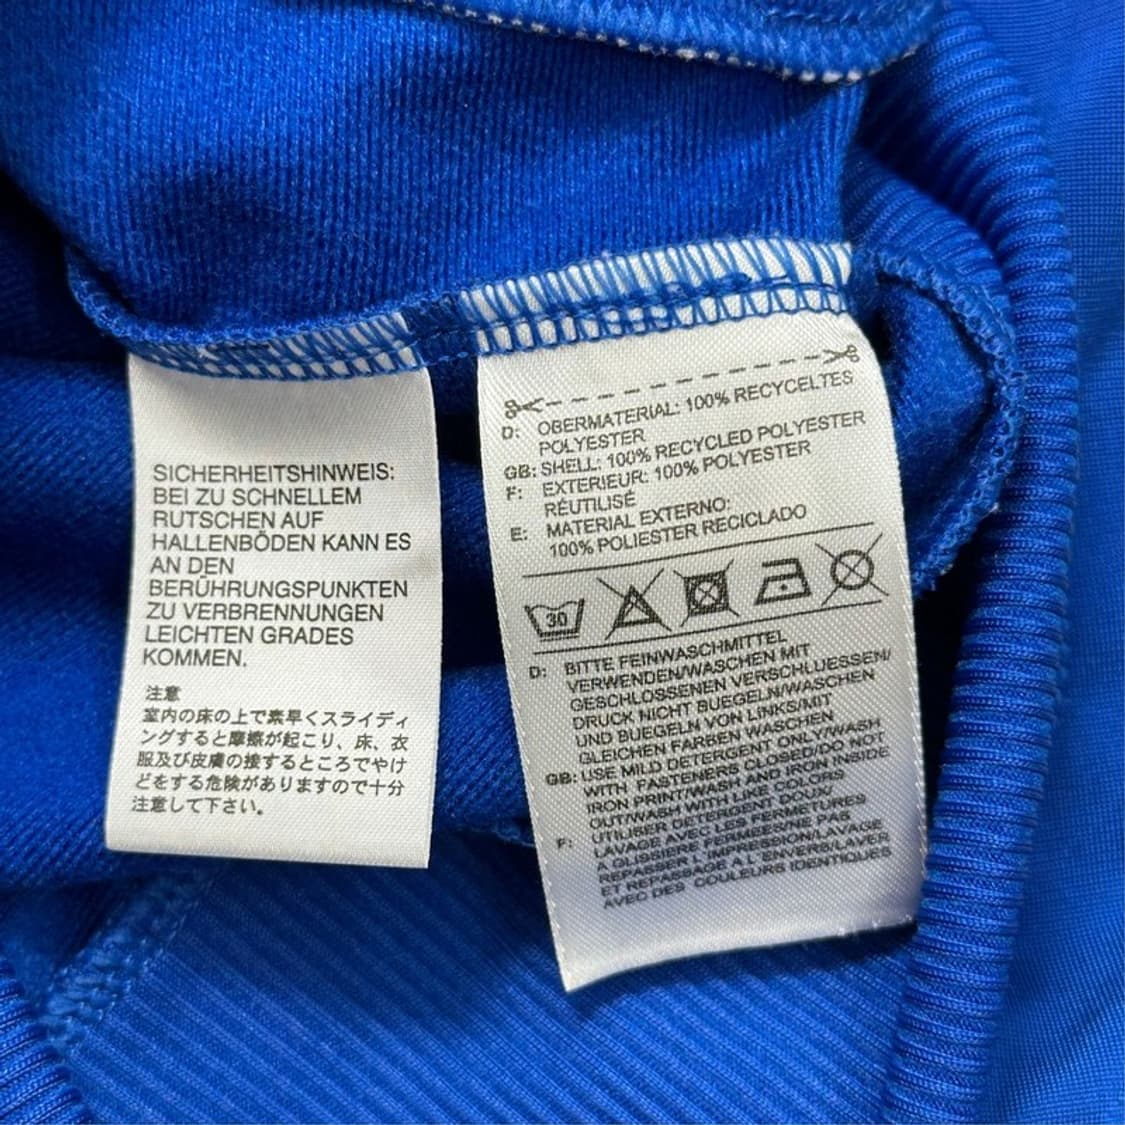 SICHERHEITSHINWEIS:
BEI ZU SCHNELLEM
RUTSCHEN AUF
HALLENBÖDEN KANN ES
AN DEN
BERÜHRUNGSPUNKTEN
ZU VERBRENNUNGEN
LEICHTEN GRADES
KOMMEN.
注意
室内の床の上で素早くスライディ
ングすると摩擦が起こり、床、衣
服及び皮膚の接するところでやけ
どをする危険がありますので十分
注意して下さい。
D: OBERMATERIAL: 100% RECYCELTES
POLYESTER
GB: SHELL: 100% RECYCLED POLYESTER
F: EXTERIEUR: 100% POLYESTER
RÉUTILISÉ
E: MATERIAL EXTERNO:
100% POLIESTER RECICLADO
30
D: BITTE FEINWASCHMITTEL
VERWENDEN/WASCHEN MIT
GESCHLOSSENEN VERSCHLUESSEN/
DRUCK NICHT BUEGELN/WASCHEN
UND BUEGELN VON LINKS/MIT
GLEICHEN FARBEN WASCHEN
GB: USE MILD DETERGENT ONLY/WASH
WITH FASTENERS CLOSED/DO NOT
IRON PRINT/WASH AND IRON INSIDE
OUT/WASH WITH LIKE COLORS
F: UTILISER DETERGENT DOUX/
LAVAGE AVEC LES FERMETURES
A GLISSIERE FERMEES/NE PAS
REPASSER L'IMPRESSION/LAVAGE
ET REPASSAGE A L'ENVERS/LAVER
AVEC DES COULEURS IDENTIQUES